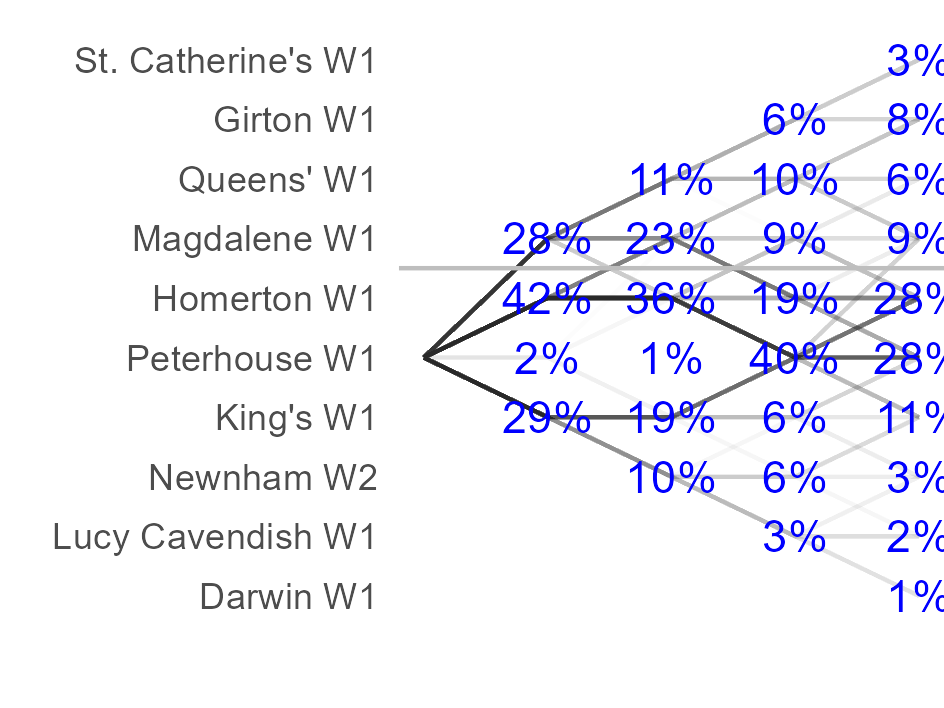 St. Catherine's W1 3%
Girton W1 6% 8%
Queens' W1 11% 10% 6%
Magdalene W1 28% 23% 9% 9%
Homerton W1 42% 36% 19% 28%
Peterhouse W1 2% 1% 40% 28%
King's W1 29% 19% 6% 11%
Newnham W2 10% 6% 3%
Lucy Cavendish W1 3% 2%
Darwin W1 1%